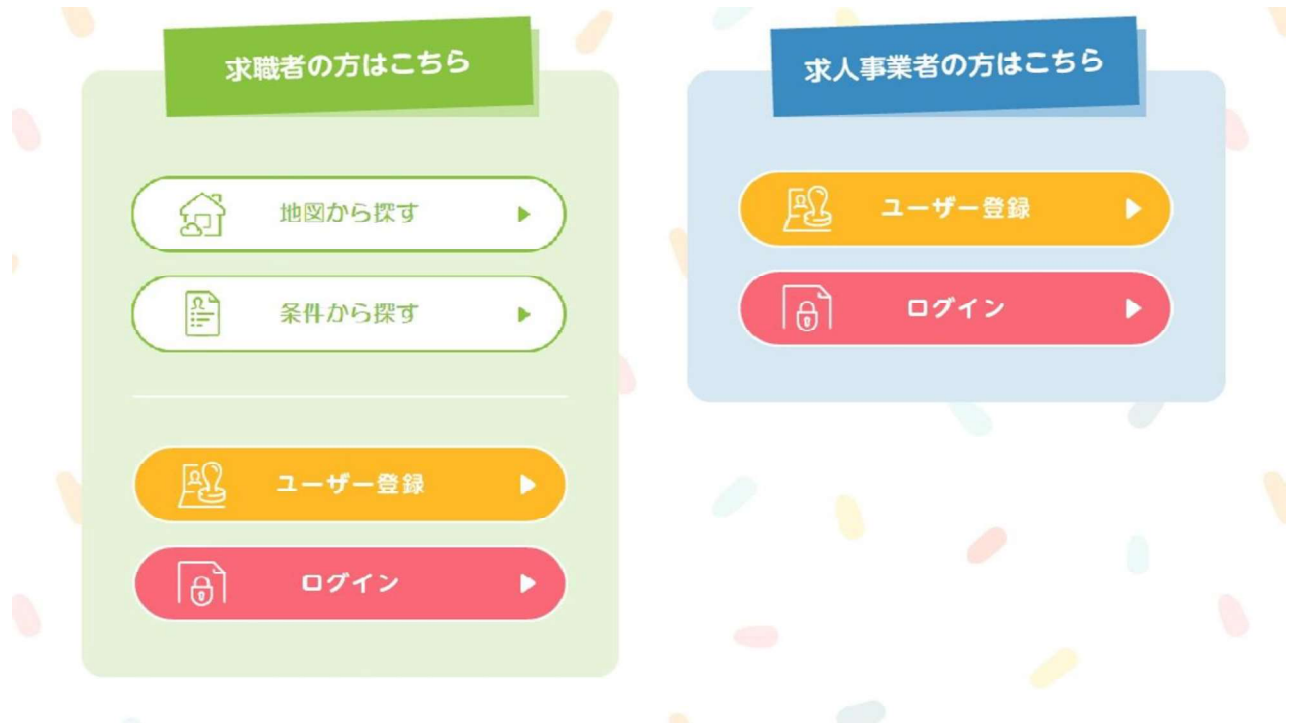 求職者の方はこちら
地図から探す
条件から探す
ユーザー登録
ログイン
求人事業者の方はこちら
ユーザー登録
ログイン